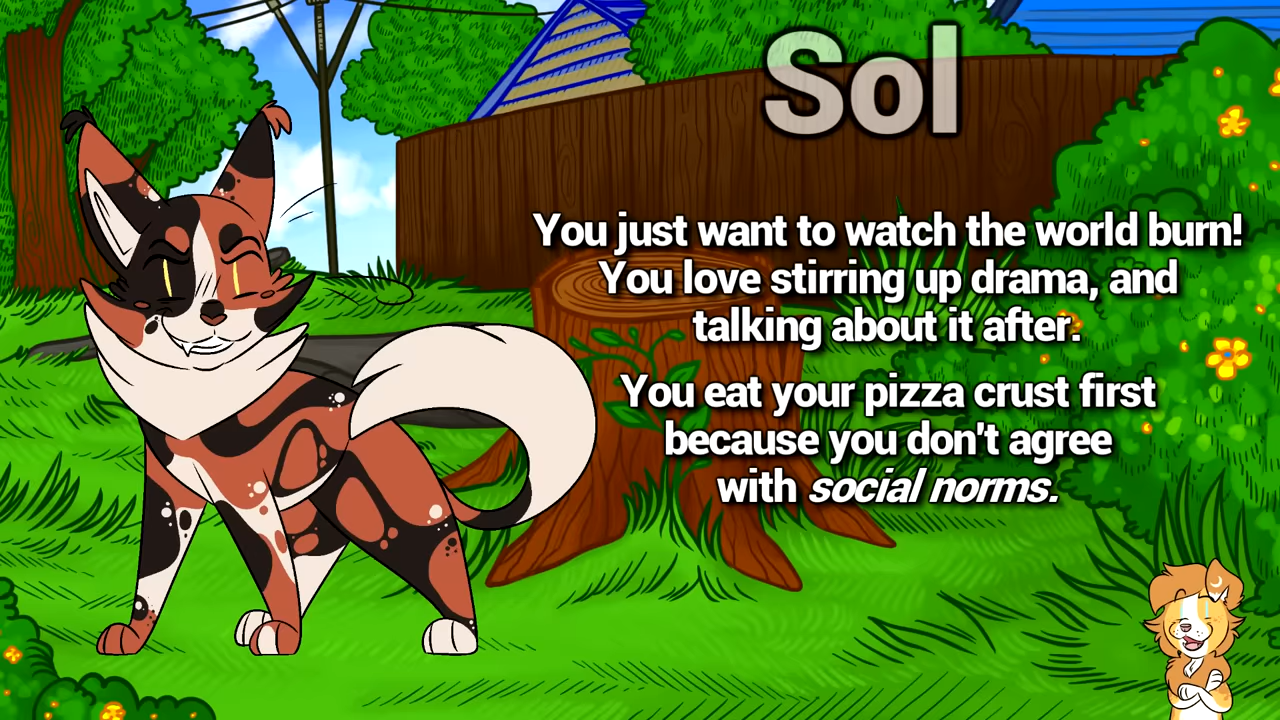 Sol
You just want to watch the world burn!
You love stirring up drama, and
talking about it after.
You eat your pizza crust first
because you don't agree
with social norms.